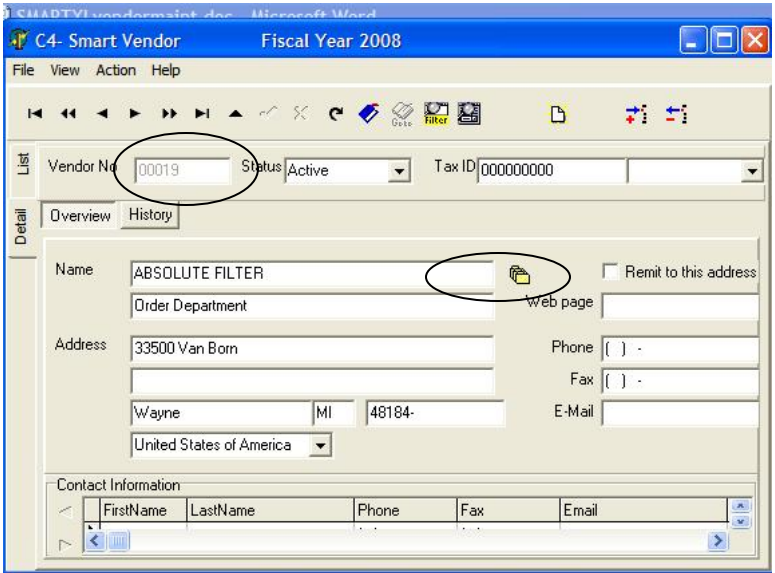 SMARTYLvendermaint.doc - Microsoft Word
C4- Smart Vendor Fiscal Year 2008
File View Action Help
Goto Filter
List
Vendor No 00019 Status Active Tax ID 000000000
Detail
Overview History
Name ABSOLUTE FILTER Remit to this address
Order Department Web page
Address 33500 Van Born Phone ( ) -
Fax ( ) -
Wayne MI 48184- E-Mail
United States of America
Contact Information
FirstName LastName Phone Fax Email